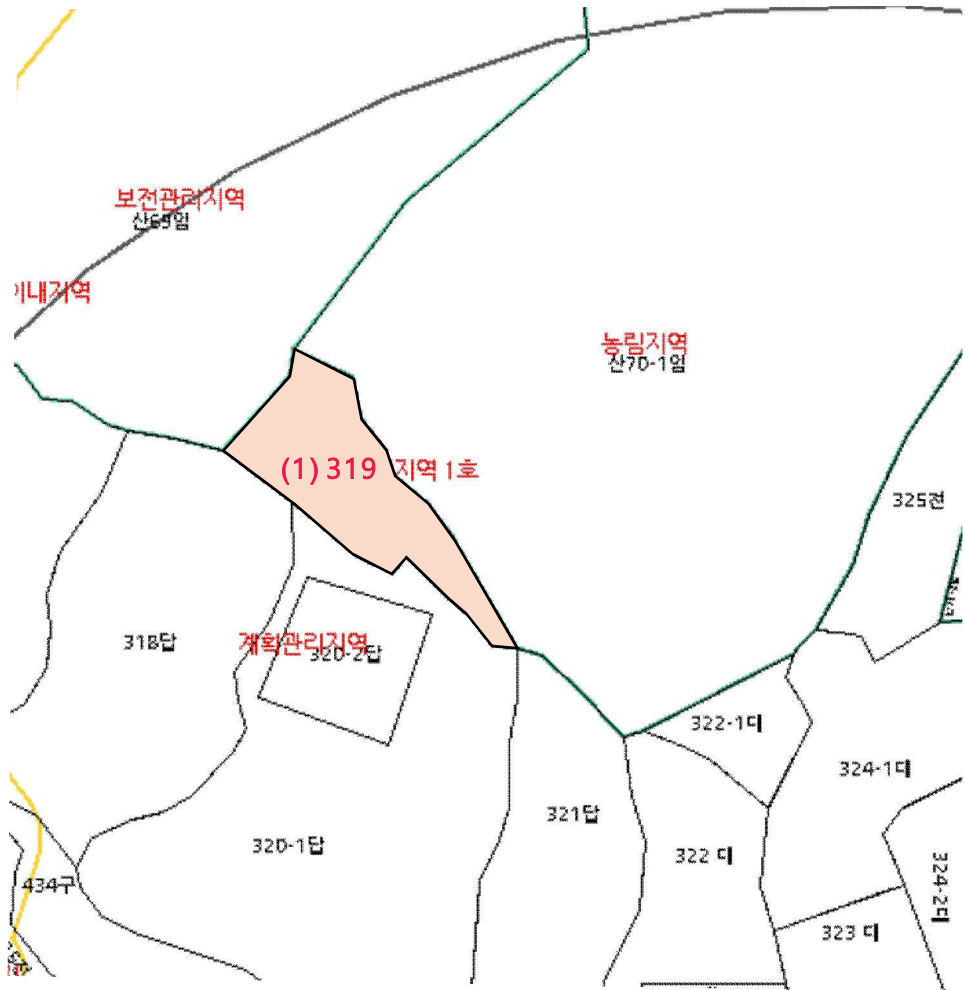 보전관리지역
산69임
이내지역
농림지역
산70-1임
(1) 319
지역 1호
325전
318답
계획관리지역
320-2답
322-1대
324-1대
321답
320-1답
322 대
324-2대
434구
323 대